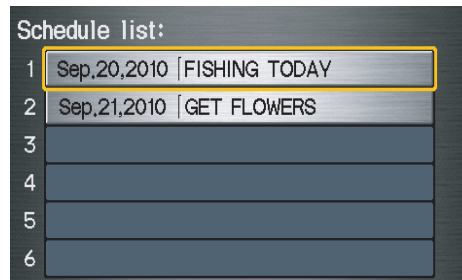 Schedule list:
1 Sep.20,2010 FISHING TODAY
2 Sep.21,2010 GET FLOWERS
3
4
5
6